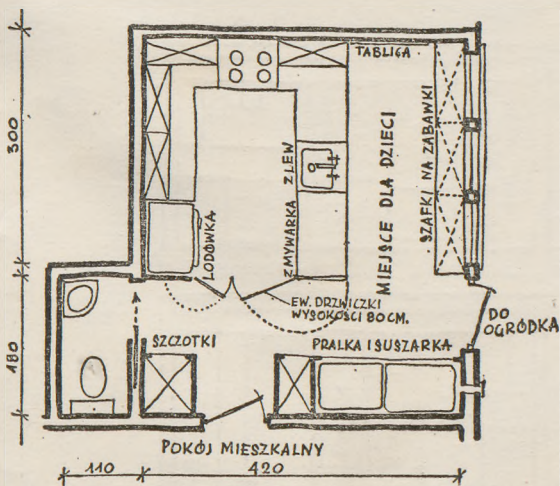 TABLICA
300
MIEJSCE DLA DZIECI
SZAFKI NA ZABAWKI
ZLEW
ZMYWARKA
LODÓWKA
EW. DRZWICZKI
WYSOKOŚCI 80CM.
DO
OGRÓDKA
180
SZCZOTKI
PRALKA I SUSZARKA
POKÓJ MIESZKALNY
110
420